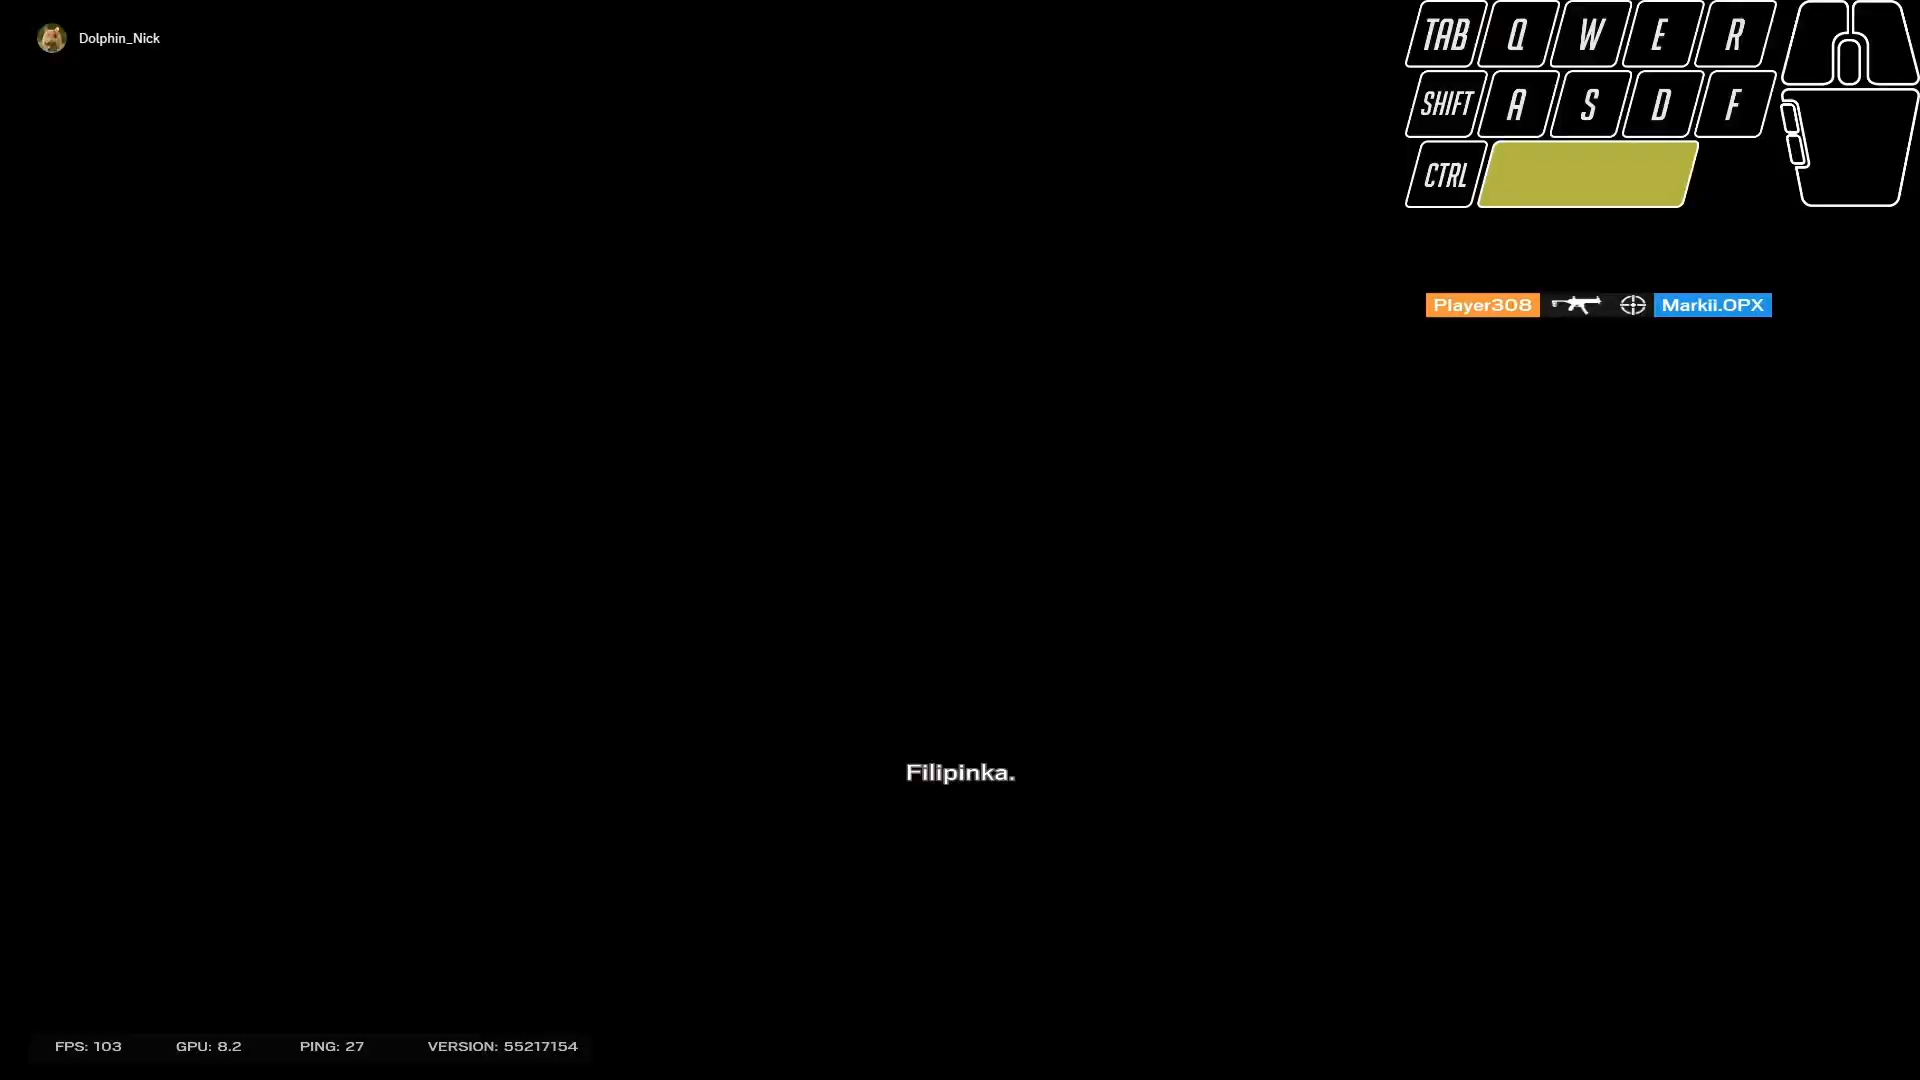 Dolphin_Nick
TAB Q W E R
SHIFT A S D F
CTRL
Player308 Markii.OPX
Filipinka.
FPS: 103 GPU: 8.2 PING: 27 VERSION: 55217154